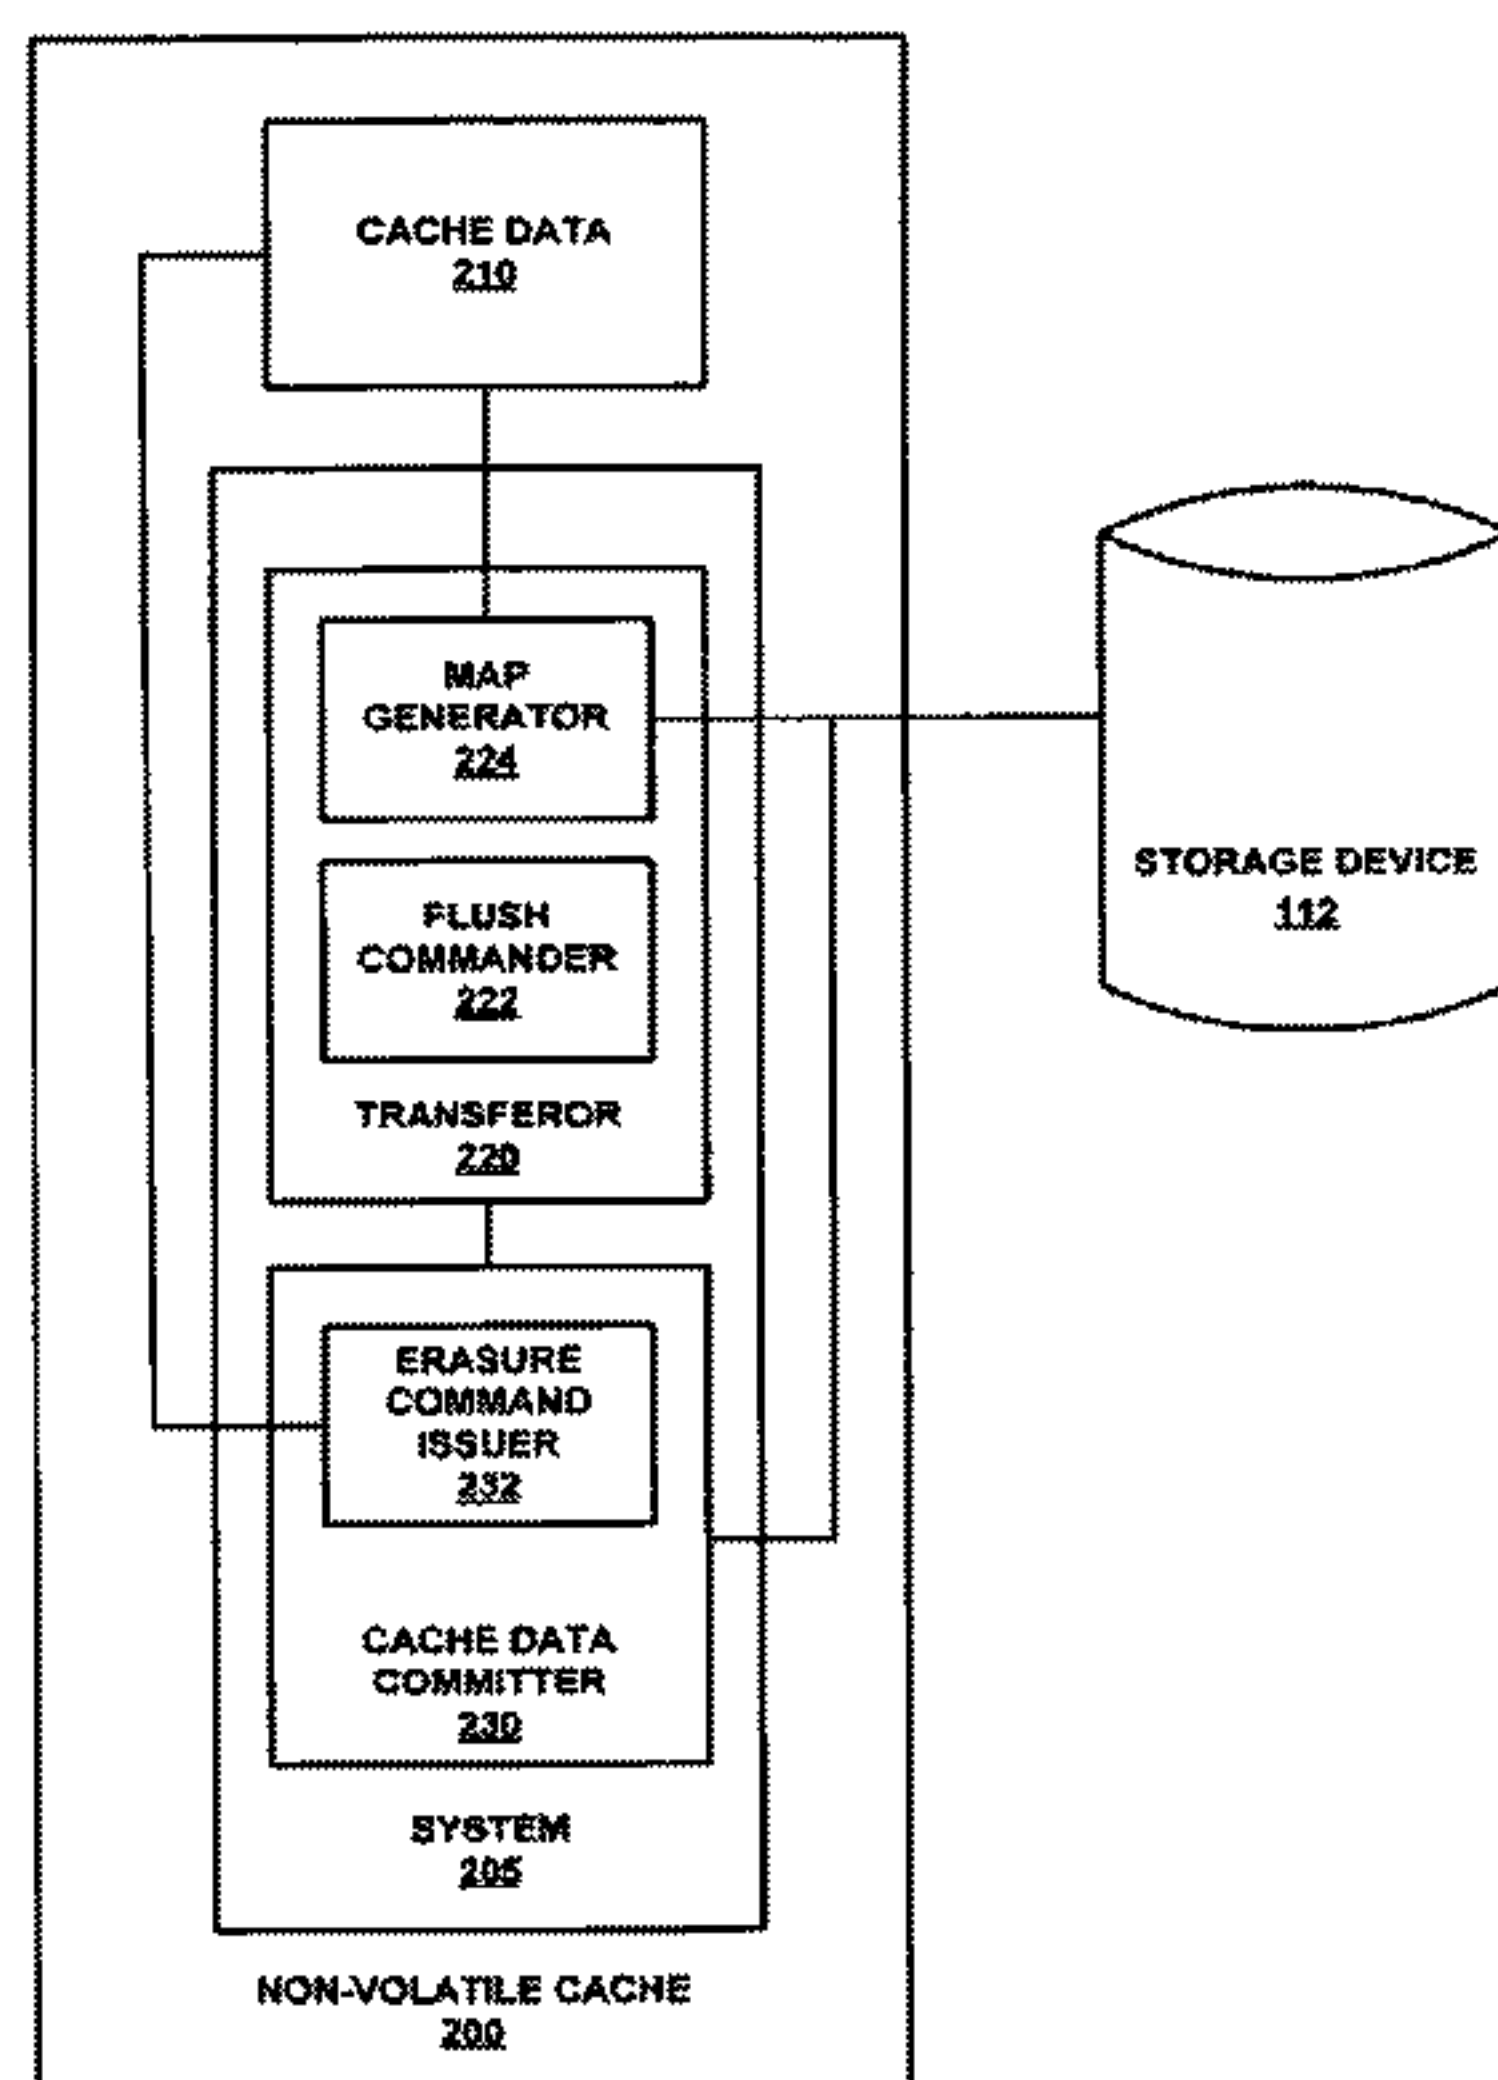 CACHE DATA
210
MAP
GENERATOR
224
FLUSH
COMMANDER
222
STORAGE DEVICE
112
TRANSFEROR
220
ERASURE
COMMAND
ISSUER
232
CACHE DATA
COMMITTER
230
SYSTEM
205
NON-VOLATILE CACHE
200